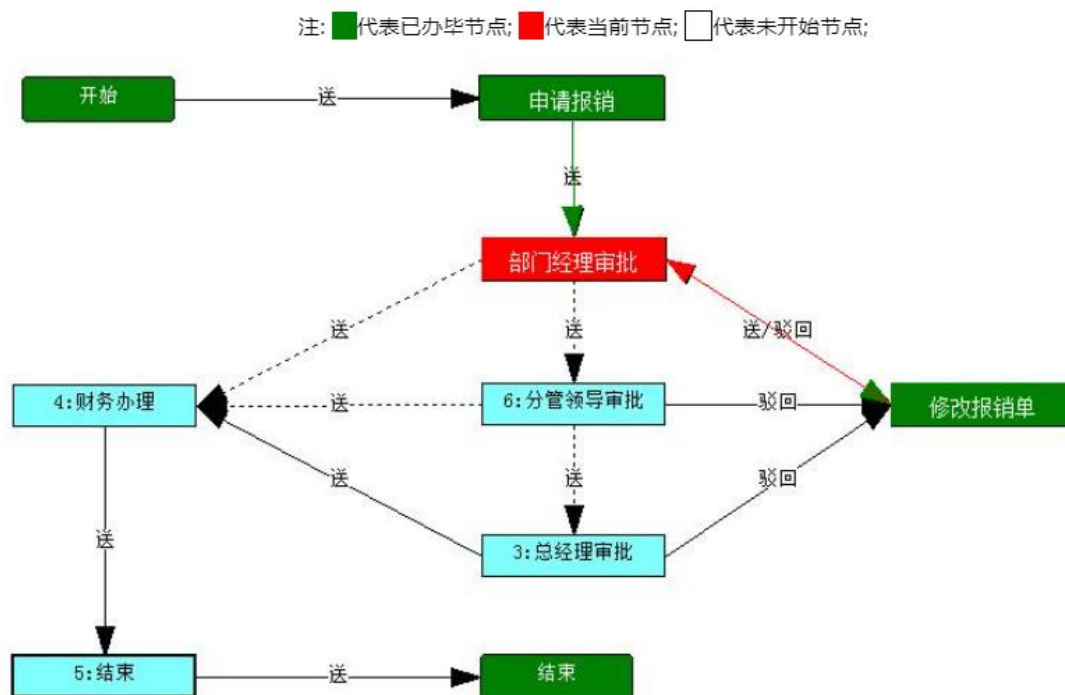 注: 代表已办毕节点; 代表当前节点; 代表未开始节点;
开始
送
申请报销
送
部门经理审批
送
送
送/驳回
4:财务办理
送
6:分管领导审批
驳回
修改报销单
送
送
驳回
送
3:总经理审批
5:结束
送
结束